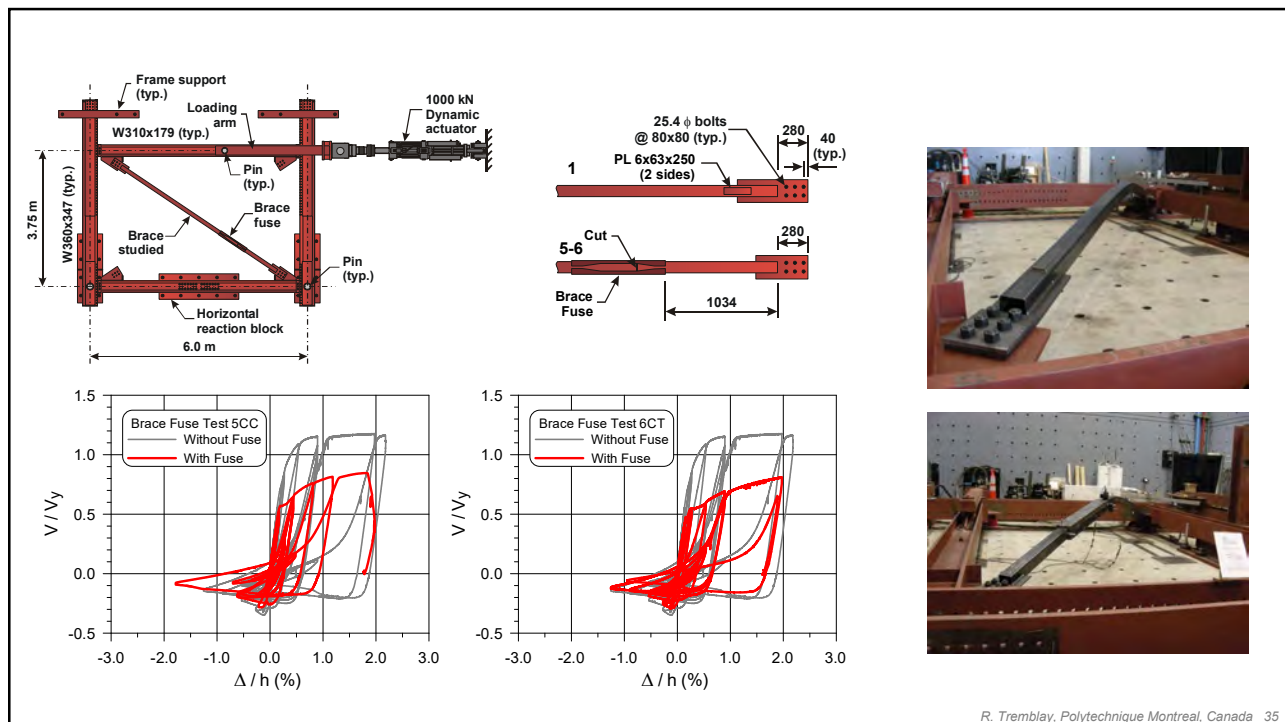 Frame support
(typ.)
Loading
arm
W310x179 (typ.)
1000 kN
Dynamic
actuator
Pin
(typ.)
W360x347 (typ.)
3.75 m
Brace
fuse
Brace
studied
Pin
(typ.)
Horizontal
reaction block
6.0 m
25.4 ϕ bolts
@ 80x80 (typ.)
280
40
(typ.)
PL 6x63x250
(2 sides)
1
280
Cut
5-6
Brace
Fuse
1034
1.5
1.0
0.5
0.0
-0.5
V / Vy
Brace Fuse Test 5CC
Without Fuse
With Fuse
-3.0 -2.0 -1.0 0.0 1.0 2.0 3.0
Δ / h (%)
1.5
1.0
0.5
0.0
-0.5
V / Vy
Brace Fuse Test 6CT
Without Fuse
With Fuse
-3.0 -2.0 -1.0 0.0 1.0 2.0 3.0
Δ / h (%)
R. Tremblay, Polytechnique Montreal, Canada 35